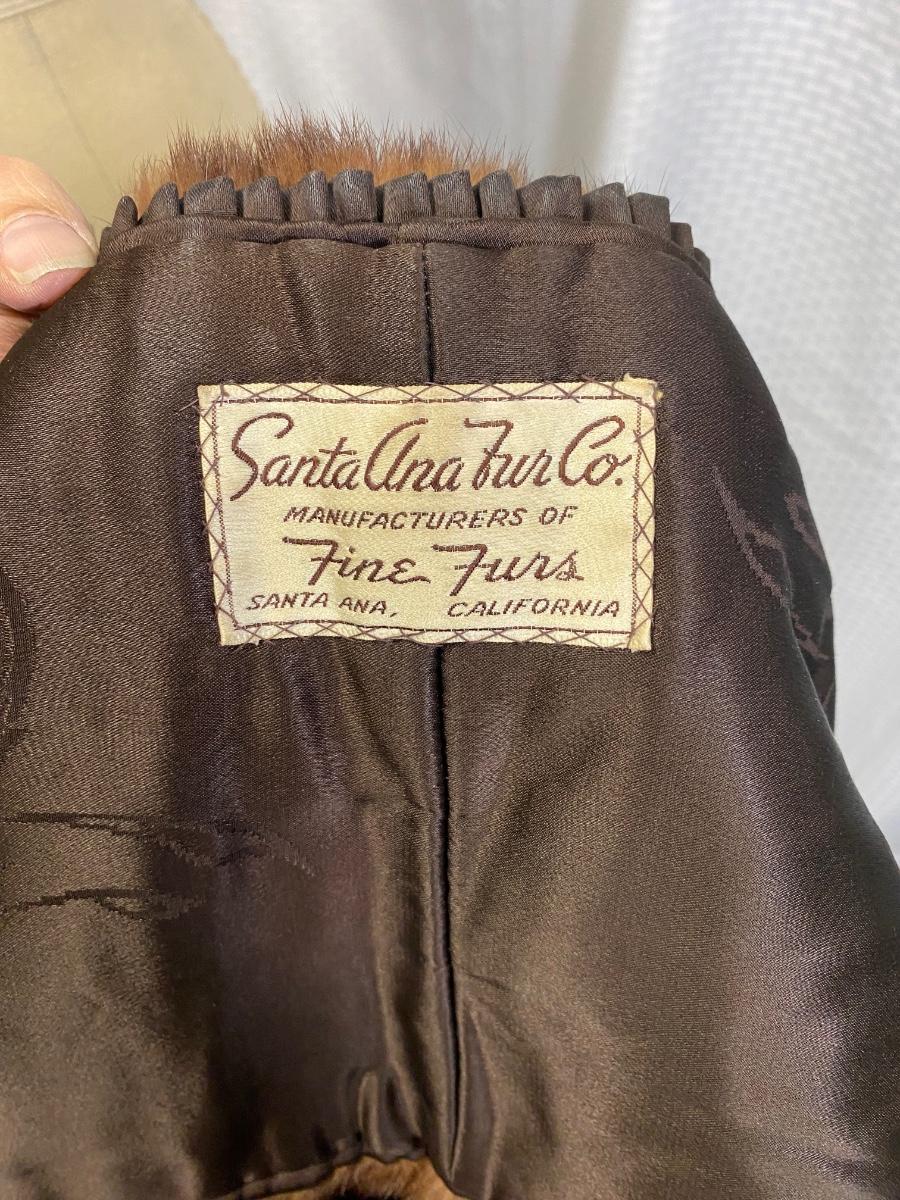 Santa Ana Fur Co.
MANUFACTURERS OF
Fine Furs
SANTA ANA, CALIFORNIA